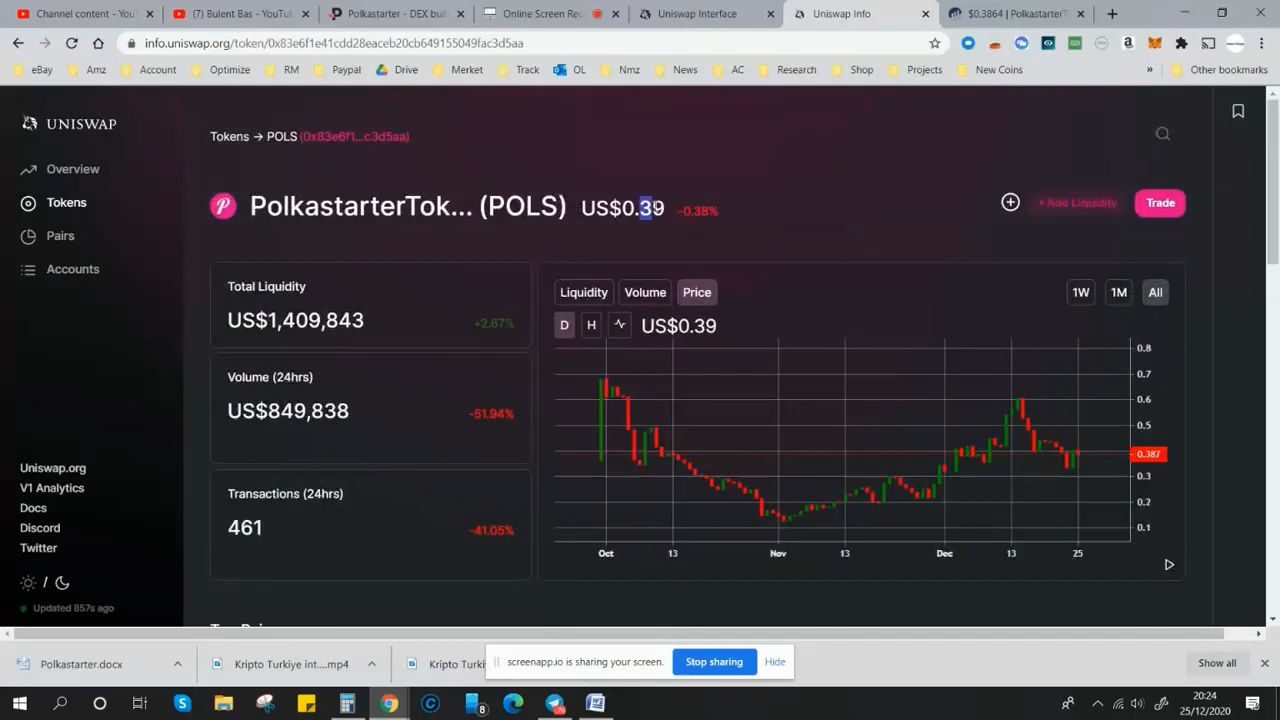 Channel content - YouT
(7) Bulent Bas - YouTube
Polkastarter - DEX buil
Online Screen Rec
Uniswap Interface
Uniswap Info
$0.3864 | PolkastarterT
info.uniswap.org/token/0x83e6f1e41cdd28eaceb20cb649155049fac3d5aa
eBay
Amz
Account
Optimize
RM
Paypal
Drive
Market
Track
OL
Nmz
News
AC
Research
Shop
Projects
New Coins
»
Other bookmarks
UNISWAP
Overview
Tokens
Pairs
Accounts
Uniswap.org
V1 Analytics
Docs
Discord
Twitter
/
Updated 857s ago
Tokens → POLS (0x83e6f1...c3d5aa)
PolkastarterTok... (POLS) US$0.39 -0.38%
+ Add Liquidity
Trade
Total Liquidity
US$1,409,843 +2.67%
Volume (24hrs)
US$849,838 -51.94%
Transactions (24hrs)
461 -41.05%
Liquidity Volume Price
1W 1M All
D H US$0.39
0.8
0.7
0.6
0.5
0.387
0.3
0.2
0.1
Oct 13 Nov 13 Dec 13 25
Polkastarter.docx
Kripto Turkiye int....mp4
Kripto Turki
screenapp.io is sharing your screen.
Stop sharing
Hide
Show all
8
20:24
25/12/2020